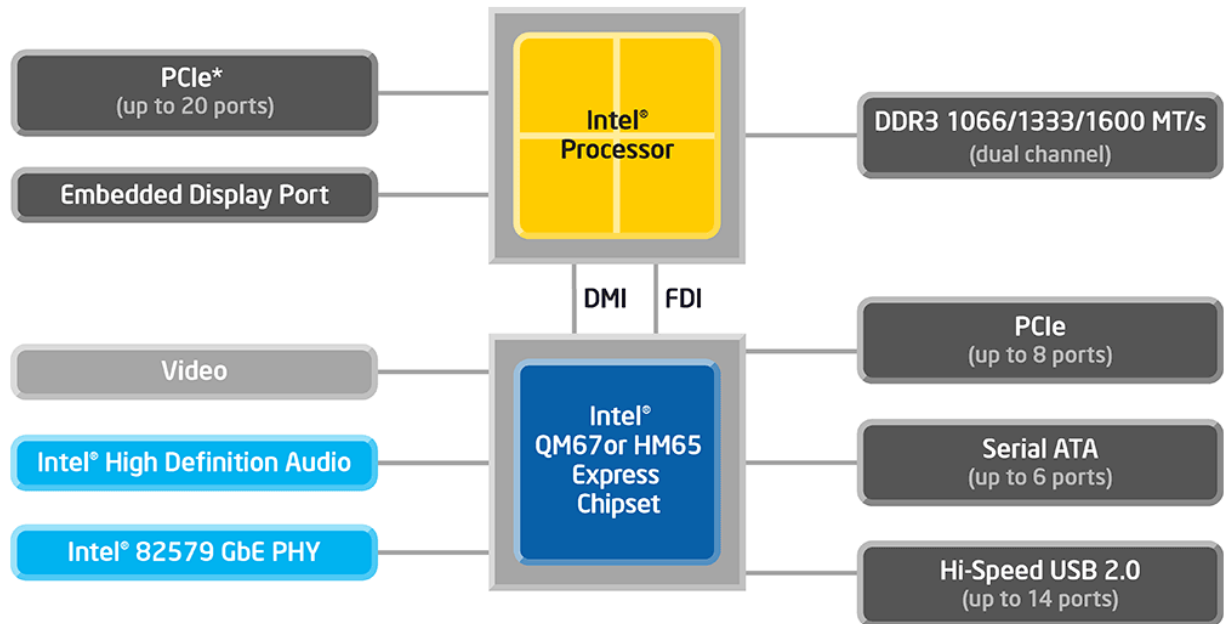 PCIe*
(up to 20 ports)
Embedded Display Port
Intel®
Processor
DDR3 1066/1333/1600 MT/s
(dual channel)
DMI
FDI
Video
Intel® High Definition Audio
Intel® 82579 GbE PHY
Intel®
QM67or HM65
Express
Chipset
PCIe
(up to 8 ports)
Serial ATA
(up to 6 ports)
Hi-Speed USB 2.0
(up to 14 ports)